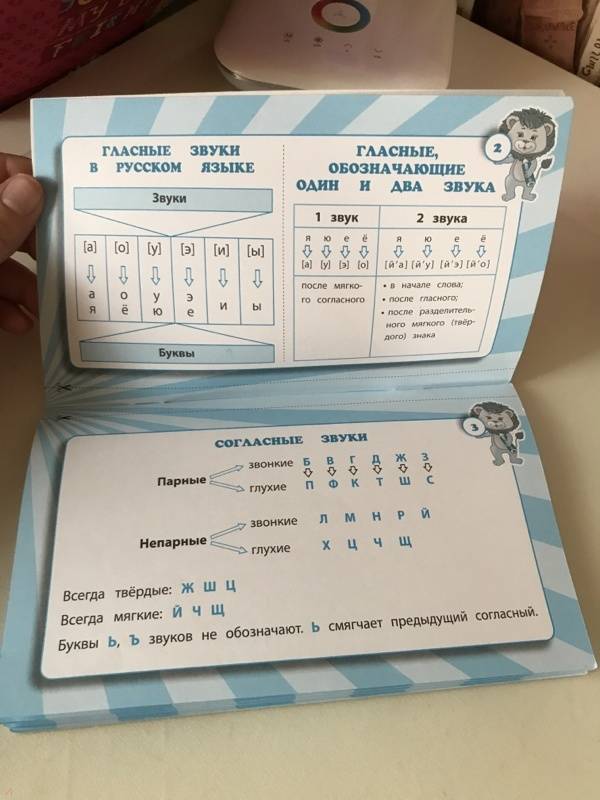 ГЛАСНЫЕ ЗВУКИ
В РУССКОМ ЯЗЫКЕ
Звуки
[а] [о] [у] [э] [и] [ы]
а о у э и ы
я ё ю е
Буквы
ГЛАСНЫЕ,
ОБОЗНАЧАЮЩИЕ
ОДИН И ДВА ЗВУКА
2
1 звук 2 звука
я ю е ё я ю е ё
[а] [у] [э] [о] [й'а] [й'у] [й'э] [й'о]
после мягко-
го согласного
• в начале слова;
• после гласного;
• после разделитель-
ного мягкого (твёр-
дого) знака
3
СОГЛАСНЫЕ ЗВУКИ
Парные
звонкие Б В Г Д Ж З
глухие П Ф К Т Ш С
Непарные
звонкие Л М Н Р Й
глухие Х Ц Ч Щ
Всегда твёрдые: Ж Ш Ц
Всегда мягкие: Й Ч Щ
Буквы Ь, Ъ звуков не обозначают. Ь смягчает предыдущий согласный.